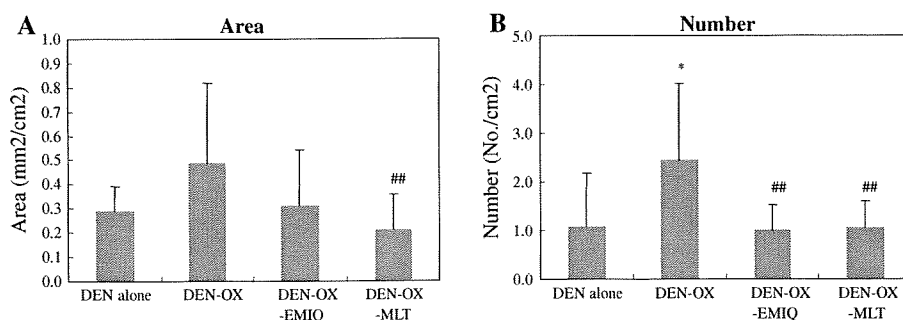 A
Area
Area (mm2/cm2)
1.0
0.9
0.8
0.7
0.6
0.5
0.4
0.3
0.2
0.1
0.0
##
DEN alone
DEN-OX
DEN-OX
-EMIQ
DEN-OX
-MLT
B
Number
Number (No./cm2)
5.0
4.0
3.0
2.0
1.0
0.0
*
##
##
DEN alone
DEN-OX
DEN-OX
-EMIQ
DEN-OX
-MLT